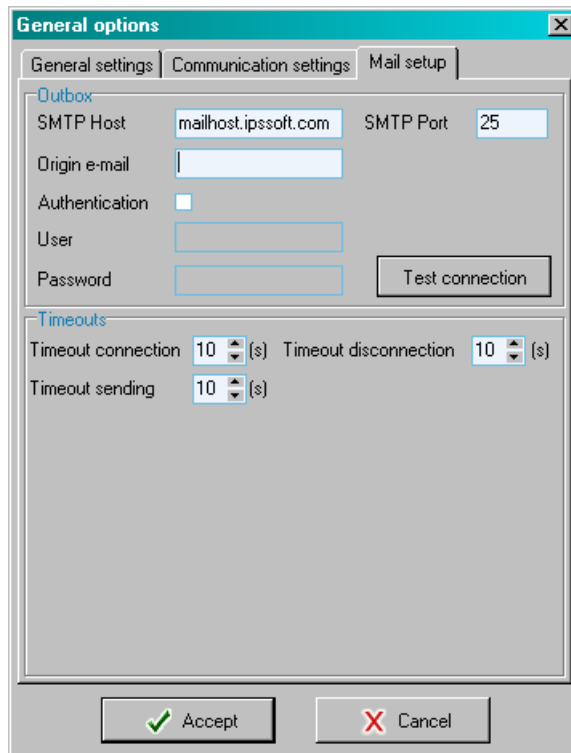 General options
General settings Communication settings Mail setup
Outbox
SMTP Host mailhost.ipssoft.com SMTP Port 25
Origin e-mail
Authentication
User
Password Test connection
Timeouts
Timeout connection 10 (s) Timeout disconnection 10 (s)
Timeout sending 10 (s)
Accept Cancel